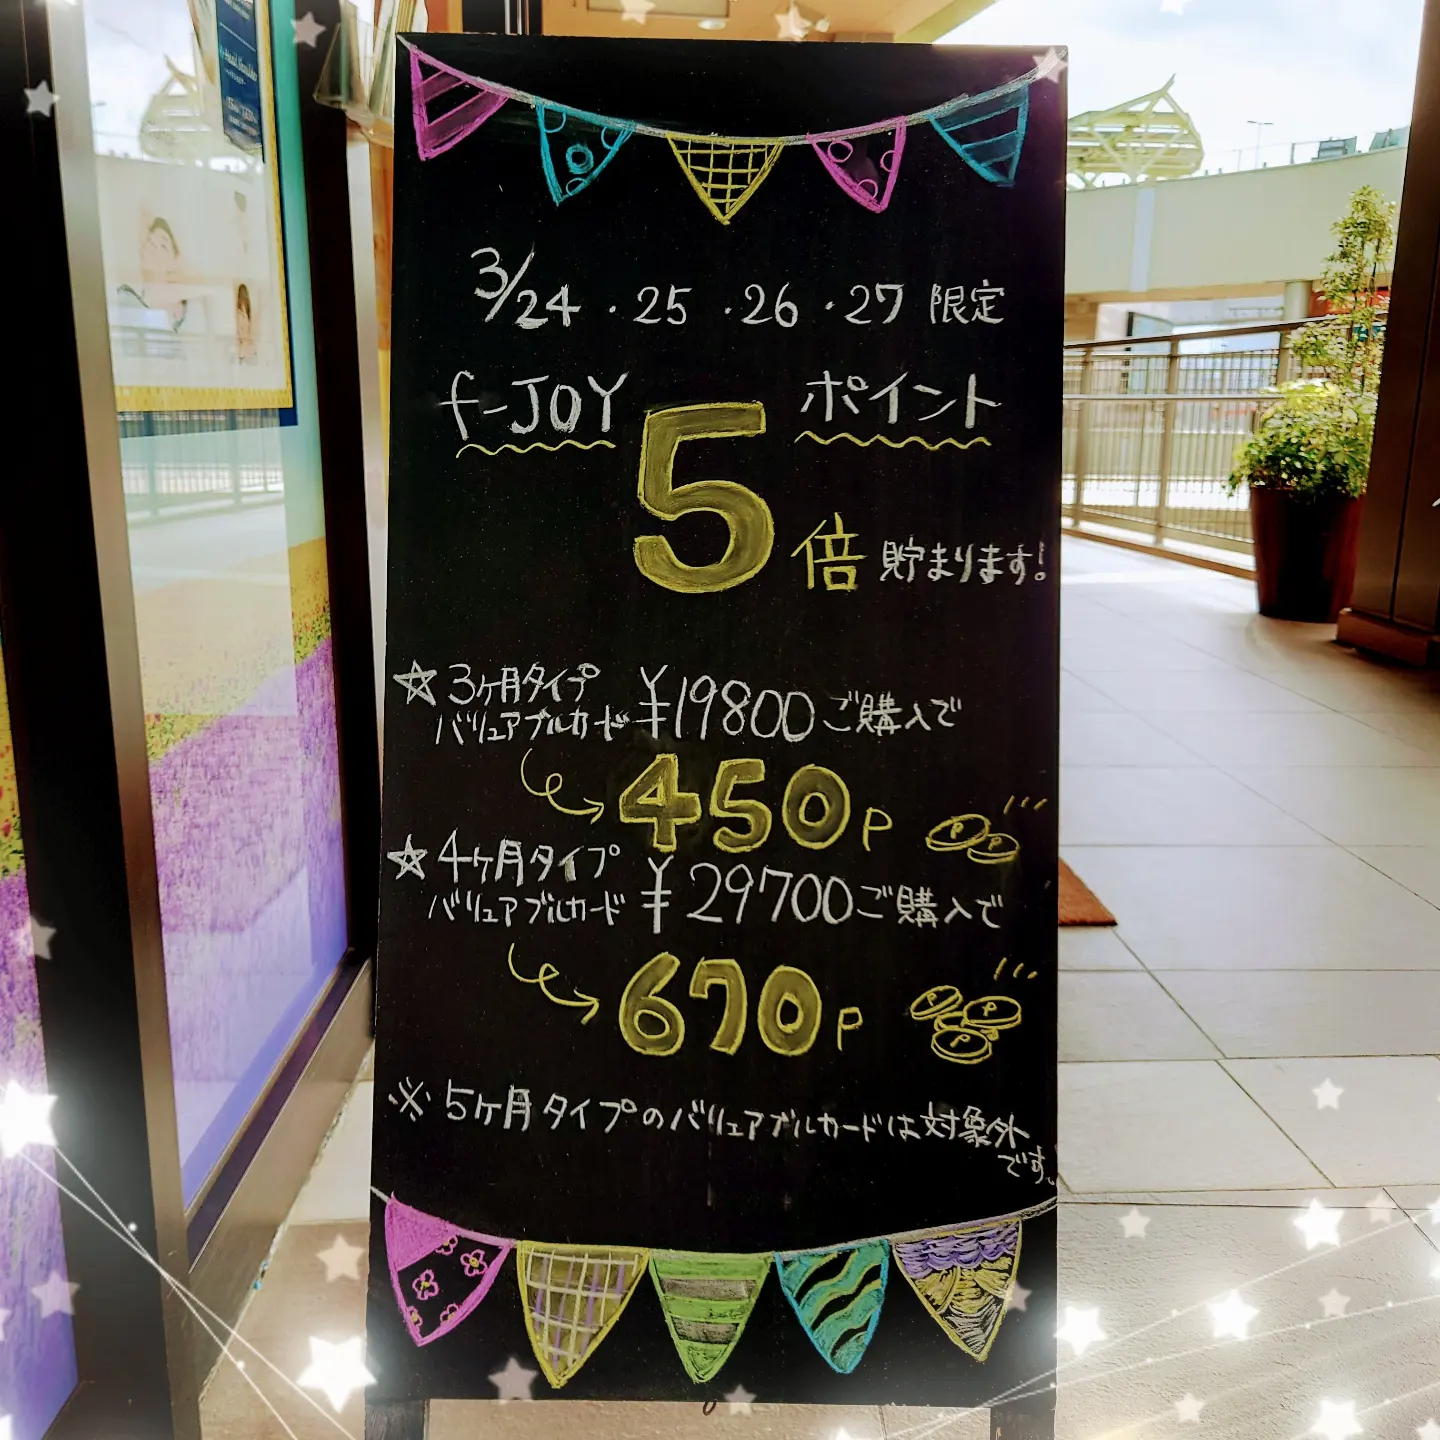 3/24・25・26・27 限定
f-JOY 5 ポイント
倍 貯まります!
☆3ヶ月タイプ
バリュアブルカード ¥19800ご購入で
450P
☆4ヶ月タイプ
バリュアブルカード ¥29700ご購入で
670P
※5ヶ月タイプのバリュアブルカードは対象外
です。